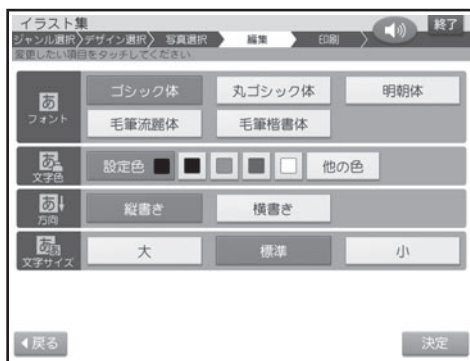 イラスト集
終了
ジャンル選択 デザイン選択 写真選択 編集 印刷
変更したい項目をタッチしてください
あ フォント
ゴシック体 丸ゴシック体 明朝体
毛筆流麗体 毛筆楷書体
あ 文字色
設定色 他の色
あ 方向
縦書き 横書き
あ 文字サイズ
大 標準 小
戻る 決定